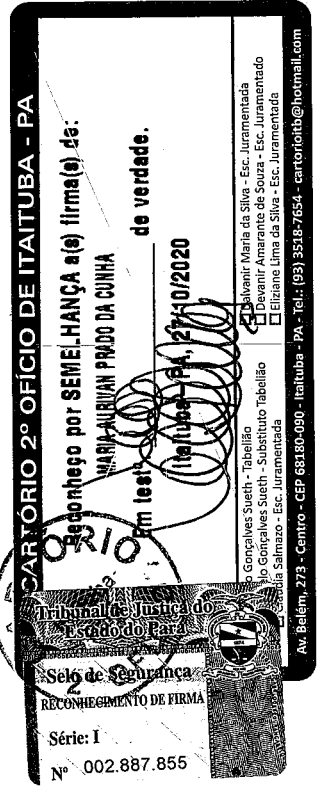 CARTÓRIO 2º OFÍCIO DE ITAITUBA - PA
Reconheço por SEMELHANÇA a(s) firma(s) de:
MARIA AURIVAN PRADO DA CUNHA
Em test° de verdade.
Itaituba - PA, 27/10/2020
Gonçalves Sueth - Tabelião
lo Gonçalves Sueth - Substituto Tabelião
Claudia Salmazo - Esc. Juramentada
Galvanir Maria da Silva - Esc. Juramentada
Devanir Amarante de Souza - Esc. Juramentado
Eliziane Lima da Silva - Esc. Juramentada
Av. Belém, 273 - Centro - CEP 68180-090 - Itaituba - PA - Tel.: (93) 3518-7654 - cartorioitb@hotmail.com
Tribunal de Justiça do
Estado do Pará
Selo de Segurança
RECONHECIMENTO DE FIRMA
Série: I
Nº 002.887.855